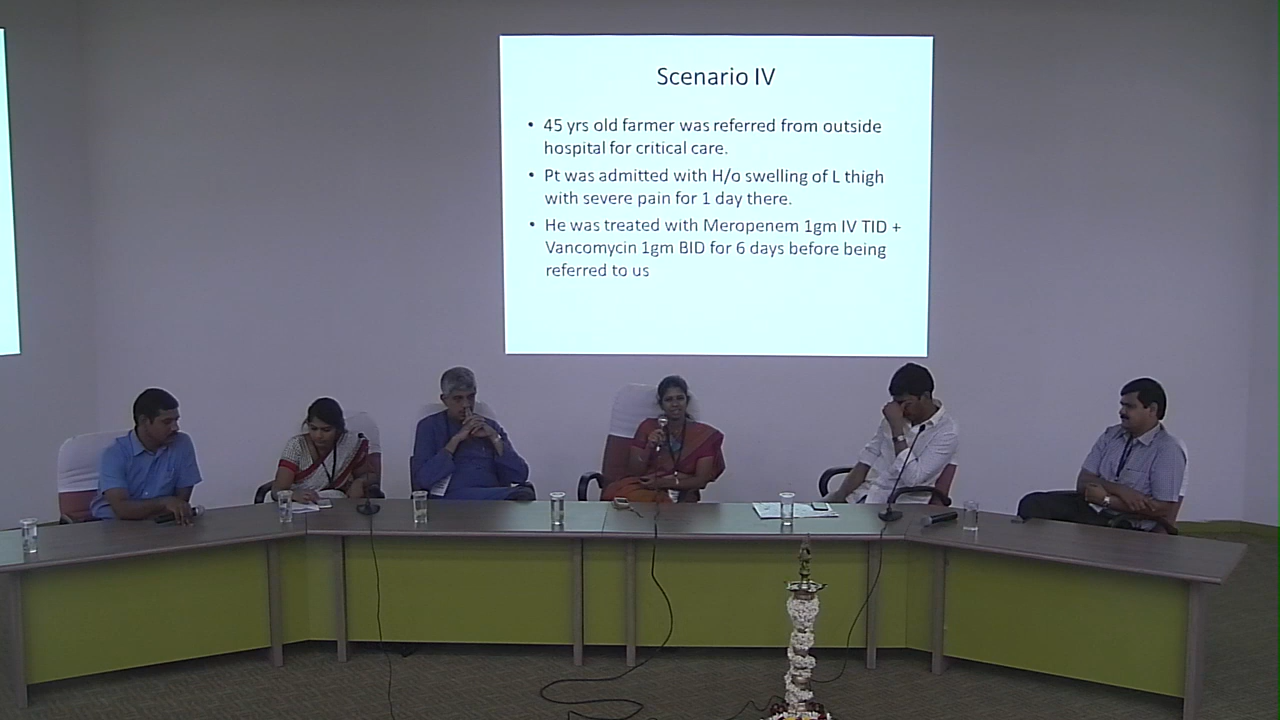 Scenario IV
• 45 yrs old farmer was referred from outside
hospital for critical care.
• Pt was admitted with H/o swelling of L thigh
with severe pain for 1 day there.
• He was treated with Meropenem 1gm IV TID +
Vancomycin 1gm BID for 6 days before being
referred to us